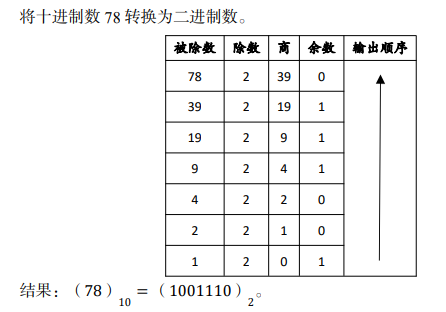 将十进制数 78 转换为二进制数。
被除数 除数 商 余数 输出顺序
78 2 39 0
39 2 19 1
19 2 9 1
9 2 4 1
4 2 2 0
2 2 1 0
1 2 0 1
结果：（78）10 =（1001110）2。